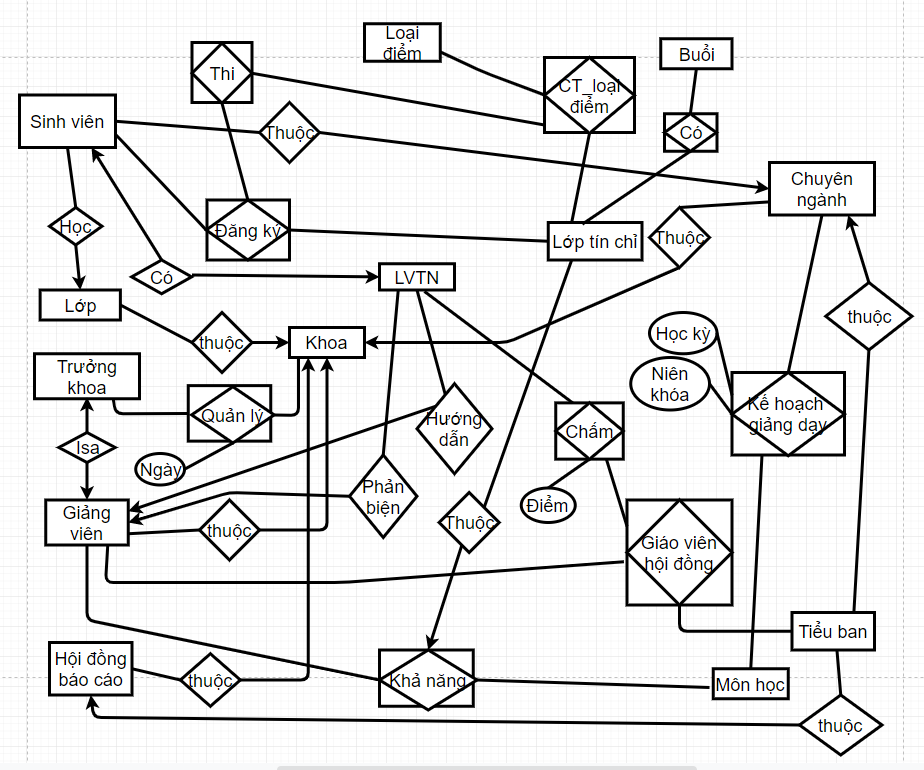 Loại
điểm
Buổi
Thi
CT_loại
điểm
Sinh viên
Thuộc
Có
Chuyên
ngành
Học
Đăng ký
Lớp tín chỉ
Thuộc
Có
LVTN
Lớp
thuộc
Khoa
thuộc
Học kỳ
Trưởng
khoa
Niên
khóa
Quản lý
Hướng
dẫn
Chấm
Kế hoạch
giảng dạy
Isa
Ngày
Phản
biện
Điểm
Giảng
viên
thuộc
Thuộc
Giáo viên
hội đồng
Tiểu ban
Hội đồng
báo cáo
thuộc
Khả năng
Môn học
thuộc